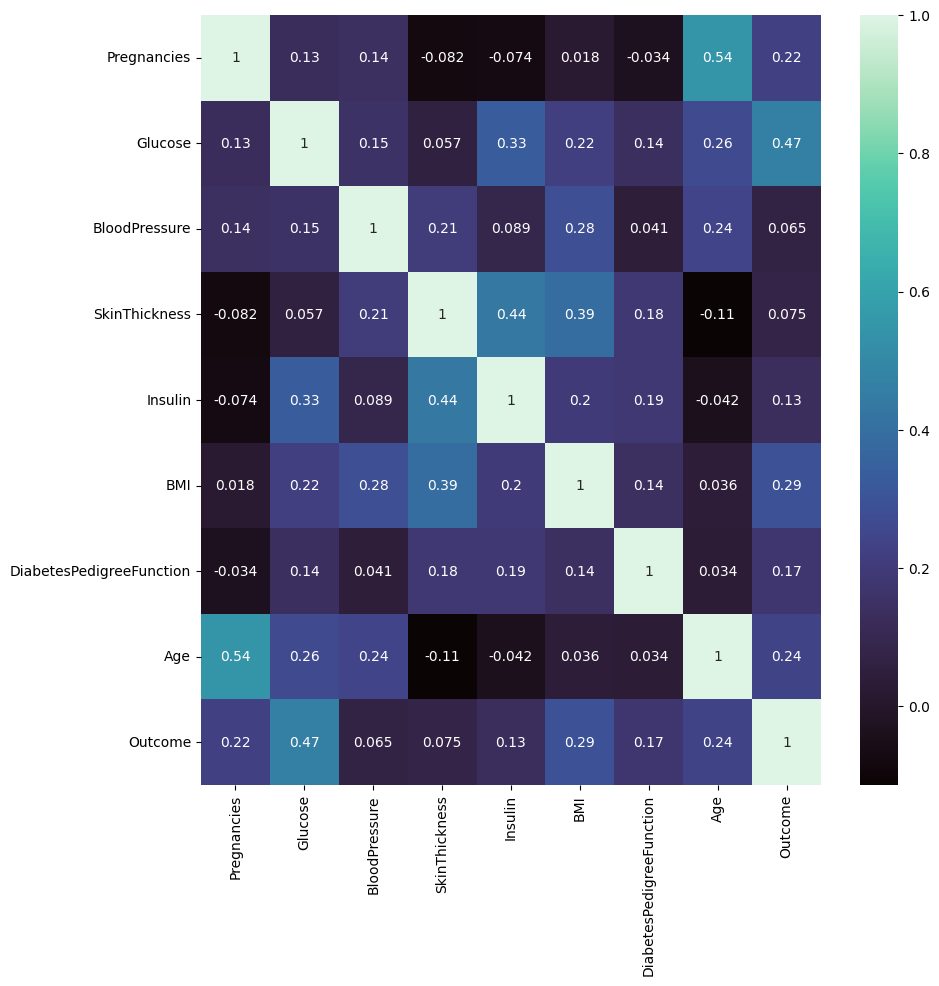 Pregnancies 1 0.13 0.14 -0.082 -0.074 0.018 -0.034 0.54 0.22
Glucose 0.13 1 0.15 0.057 0.33 0.22 0.14 0.26 0.47
BloodPressure 0.14 0.15 1 0.21 0.089 0.28 0.041 0.24 0.065
SkinThickness -0.082 0.057 0.21 1 0.44 0.39 0.18 -0.11 0.075
Insulin -0.074 0.33 0.089 0.44 1 0.2 0.19 -0.042 0.13
BMI 0.018 0.22 0.28 0.39 0.2 1 0.14 0.036 0.29
DiabetesPedigreeFunction -0.034 0.14 0.041 0.18 0.19 0.14 1 0.034 0.17
Age 0.54 0.26 0.24 -0.11 -0.042 0.036 0.034 1 0.24
Outcome 0.22 0.47 0.065 0.075 0.13 0.29 0.17 0.24 1
Pregnancies
Glucose
BloodPressure
SkinThickness
Insulin
BMI
DiabetesPedigreeFunction
Age
Outcome
1.0
0.8
0.6
0.4
0.2
0.0